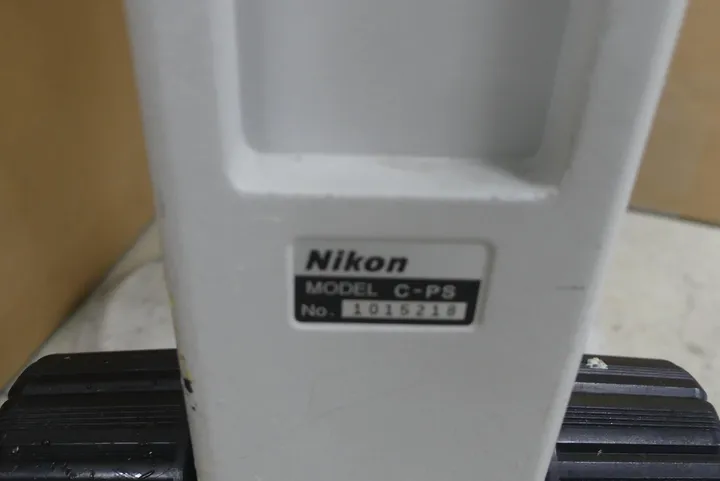 Nikon
MODEL C-PS
No. 1015218